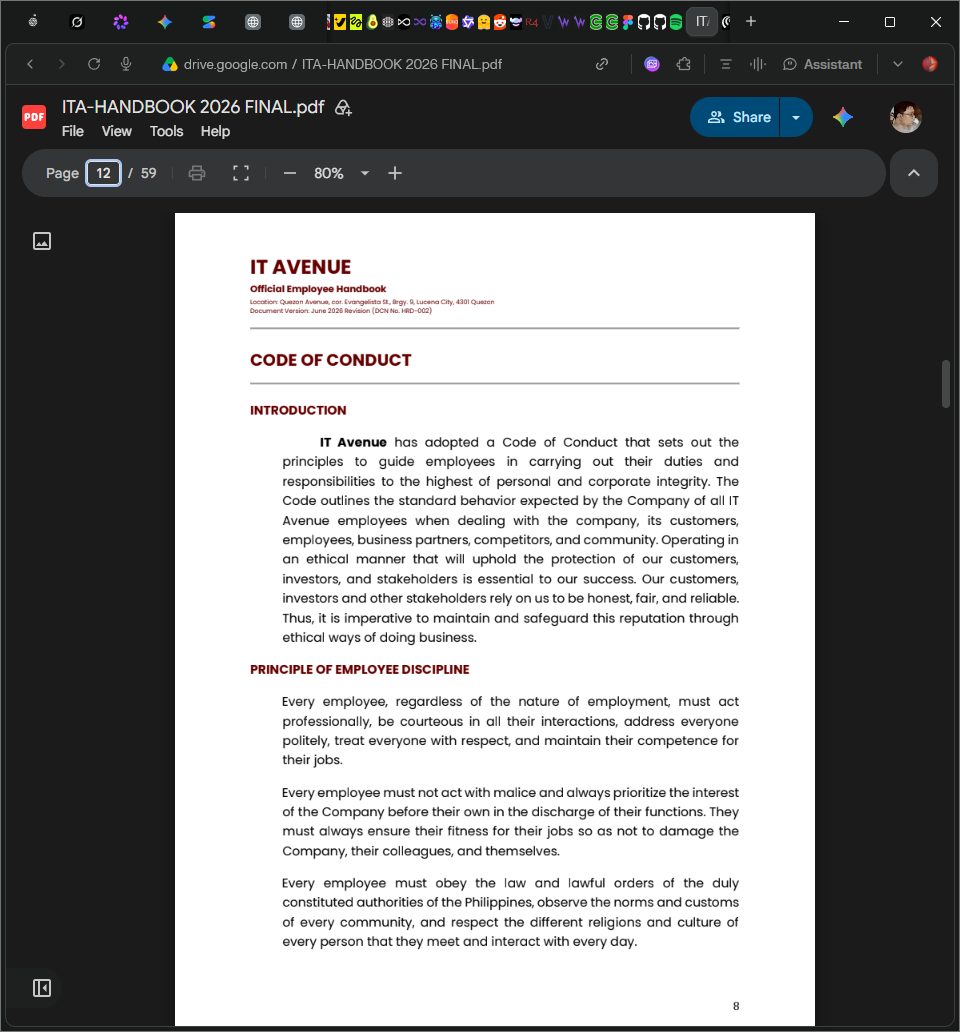 drive.google.com / ITA-HANDBOOK 2026 FINAL.pdf
Assistant
PDF
ITA-HANDBOOK 2026 FINAL.pdf
File View Tools Help
Share
Page 12 / 59
80%
IT AVENUE
Official Employee Handbook
Location: Quezon Avenue, cor. Evangelista St., Brgy. 9, Lucena City, 4301 Quezon
Document Version: June 2026 Revision (DCN No. HRD-002)
CODE OF CONDUCT
INTRODUCTION
IT Avenue has adopted a Code of Conduct that sets out the
principles to guide employees in carrying out their duties and
responsibilities to the highest of personal and corporate integrity. The
Code outlines the standard behavior expected by the Company of all IT
Avenue employees when dealing with the company, its customers,
employees, business partners, competitors, and community. Operating in
an ethical manner that will uphold the protection of our customers,
investors, and stakeholders is essential to our success. Our customers,
investors and other stakeholders rely on us to be honest, fair, and reliable.
Thus, it is imperative to maintain and safeguard this reputation through
ethical ways of doing business.
PRINCIPLE OF EMPLOYEE DISCIPLINE
Every employee, regardless of the nature of employment, must act
professionally, be courteous in all their interactions, address everyone
politely, treat everyone with respect, and maintain their competence for
their jobs.
Every employee must not act with malice and always prioritize the interest
of the Company before their own in the discharge of their functions. They
must always ensure their fitness for their jobs so as not to damage the
Company, their colleagues, and themselves.
Every employee must obey the law and lawful orders of the duly
constituted authorities of the Philippines, observe the norms and customs
of every community, and respect the different religions and culture of
every person that they meet and interact with every day.
8